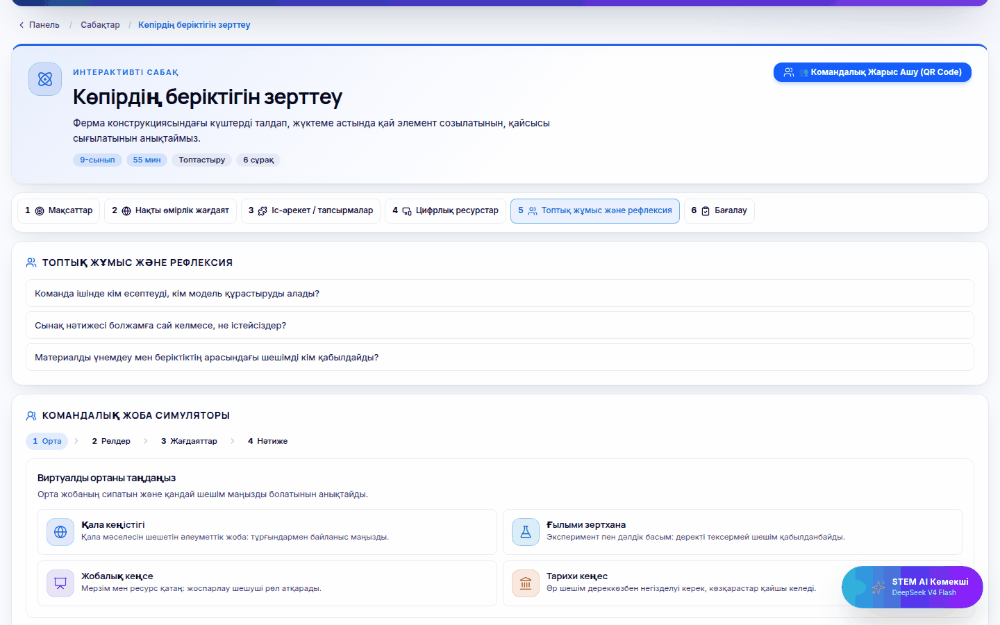 Панель / Сабақтар / Көпірдің беріктігін зерттеу
ИНТЕРАКТИВТІ САБАҚ
Көпірдің беріктігін зерттеу
Ферма конструкциясындағы күштерді талдап, жүктеме астында қай элемент созылатынын, қайсысы
сығылатынын анықтаймыз.
9-сынып 55 мин Топтастыру 6 сұрақ
Командалық Жарыс Ашу (QR Code)
1 Мақсаттар
2 Нақты өмірлік жағдаят
3 Іс-әрекет / тапсырмалар
4 Цифрлық ресурстар
5 Топтық жұмыс және рефлексия
6 Бағалау
ТОПТЫҚ ЖҰМЫС ЖӘНЕ РЕФЛЕКСИЯ
Команда ішінде кім есептеуді, кім модель құрастыруды алады?
Сынақ нәтижесі болжамға сай келмесе, не істейсіздер?
Материалды үнемдеу мен беріктіктің арасындағы шешімді кім қабылдайды?
КОМАНДАЛЫҚ ЖОБА СИМУЛЯТОРЫ
1 Орта
2 Рөлдер
3 Жағдаяттар
4 Нәтиже
Виртуалды ортаны таңдаңыз
Орта жобаның сипатын және қандай шешім маңызды болатынын анықтайды.
Қала кеңістігі
Қала мәселесін шешетін әлеуметтік жоба: тұрғындармен байланыс маңызды.
Ғылыми зертхана
Эксперимент пен дәлдік басым: деректі тексермей шешім қабылданбайды.
Жобалық кеңсе
Мерзім мен ресурс қатаң: жоспарлау шешуші рөл атқарады.
Тарихи кеңес
Әр шешім дереккөзбен негізделуі керек, көзқарастар қайшы келеді.
STEM AI Көмекші
DeepSeek V4 Flash